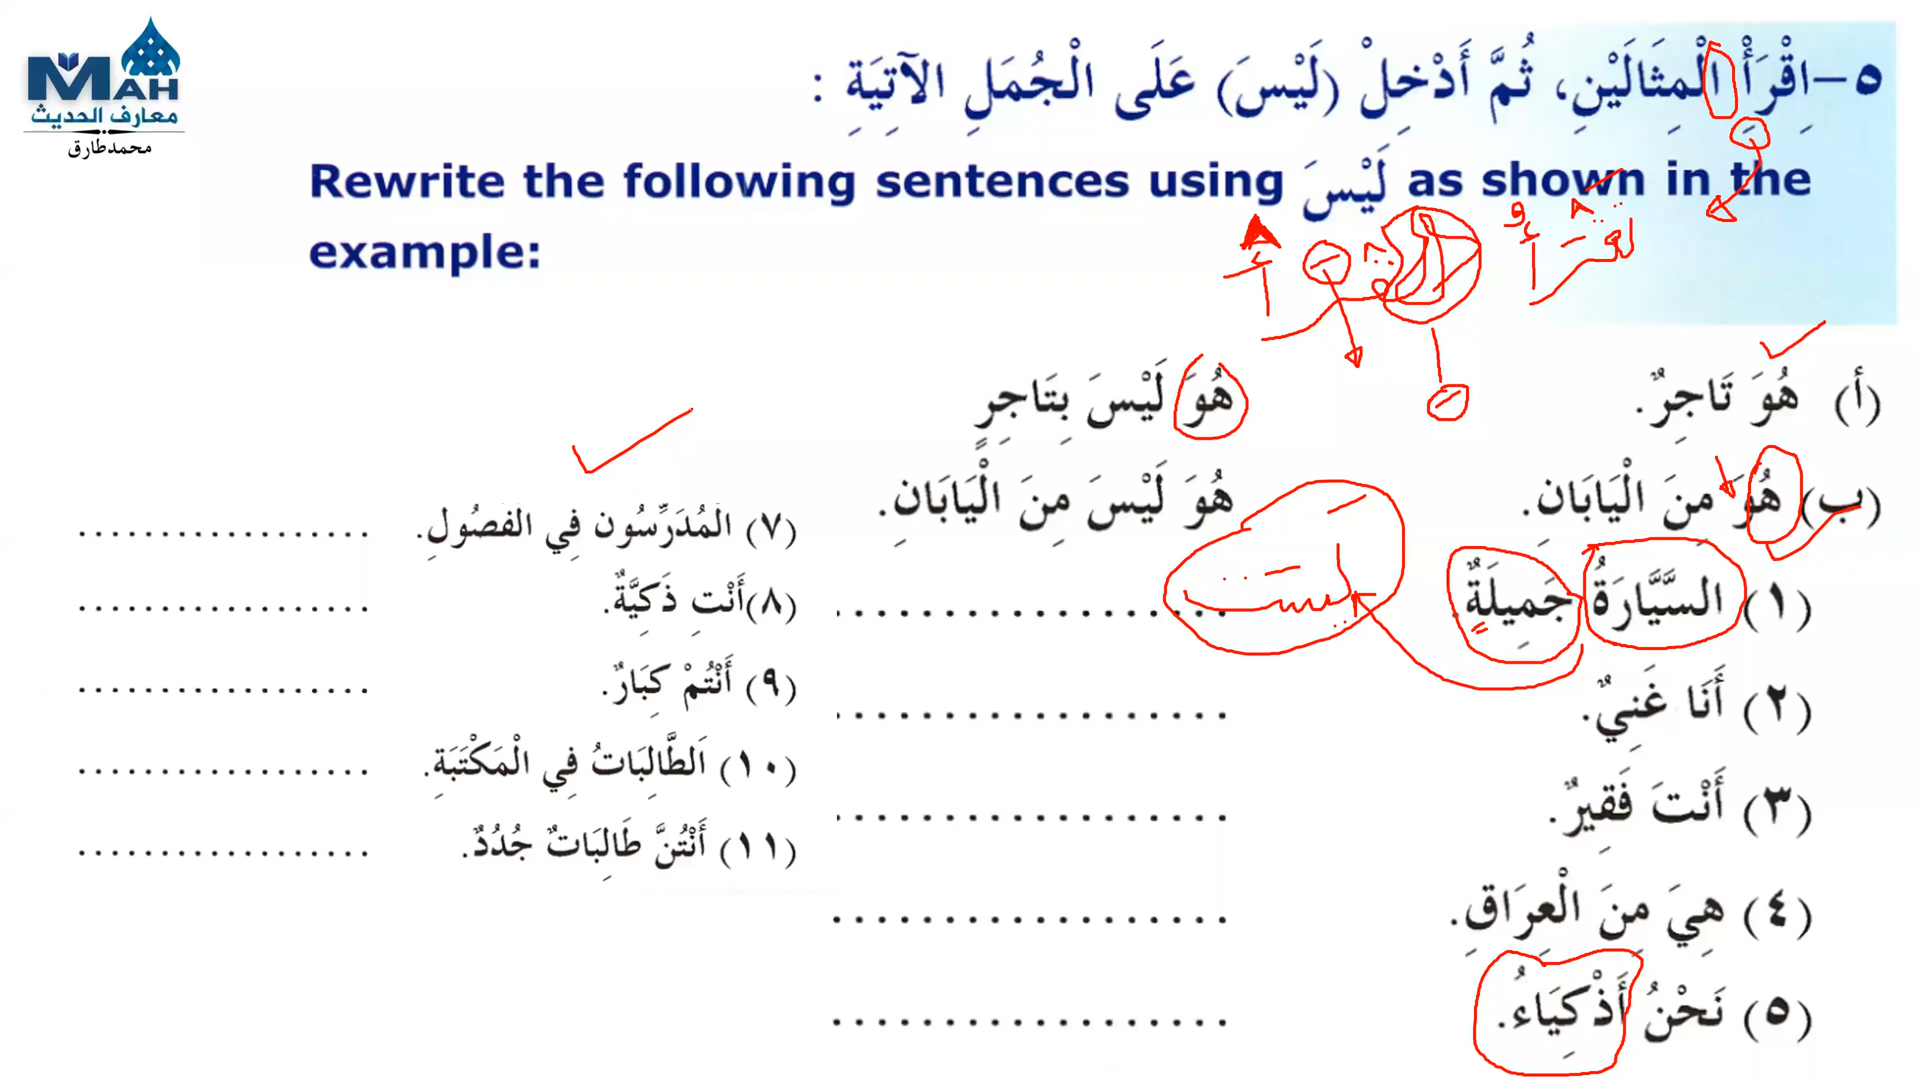 MAH
معارف الحديث
محمدطارق
٥- اِقْرَأْ الْمِثَالَيْنِ، ثُمَّ أَدْخِلْ (لَيْسَ) عَلَى الْجُمَلِ الآتِيَةِ :
Rewrite the following sentences using لَيْسَ as shown in the
example:
(أ) هُوَ تَاجِرٌ. هُوَ لَيْسَ بِتَاجِرٍ
(ب) هُوَ مِنَ الْيَابَانِ. هُوَ لَيْسَ مِنَ الْيَابَانِ.
(١) السَّيَّارَةُ جَمِيلَةٌ. ....................
(٢) أَنَا غَنِيٌّ. ....................
(٣) أَنْتَ فَقِيرٌ. ....................
(٤) هِيَ مِنَ الْعِرَاقِ. ....................
(٥) نَحْنُ أَذْكِيَاءُ. ....................
(٧) الْمُدَرِّسُون فِي الفَصُولِ. ..................
(٨) أَنْتِ ذَكِيَّةٌ. ..................
(٩) أَنْتُمْ كِبَارٌ. ..................
(١٠) اَلطَّالِبَاتُ فِي الْمَكْتَبَةِ. ..................
(١١) أَنْتُنَّ طَالِبَاتٌ جُدُدٌ. ..................